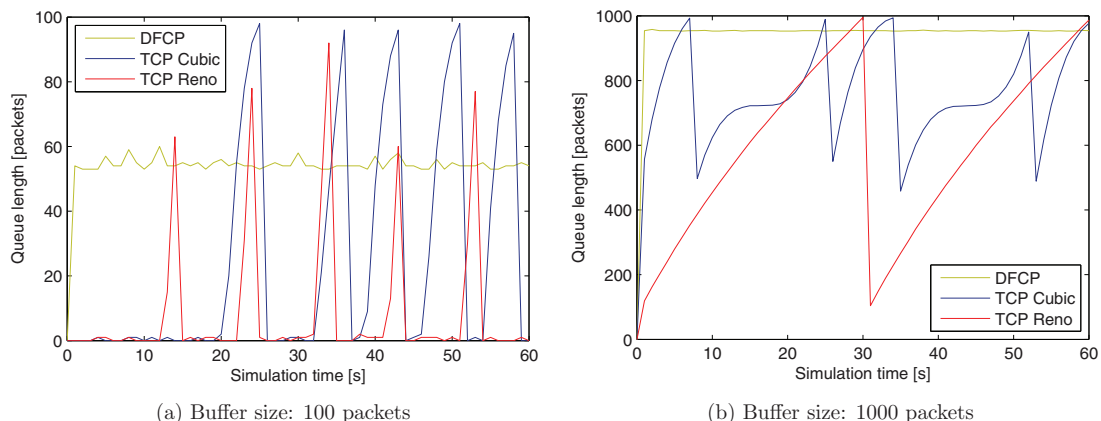 100
80
60
40
20
0
Queue length [packets]
DFCP
TCP Cubic
TCP Reno
0 10 20 30 40 50 60
Simulation time [s]
(a) Buffer size: 100 packets
1000
800
600
400
200
0
Queue length [packets]
DFCP
TCP Cubic
TCP Reno
0 10 20 30 40 50 60
Simulation time [s]
(b) Buffer size: 1000 packets